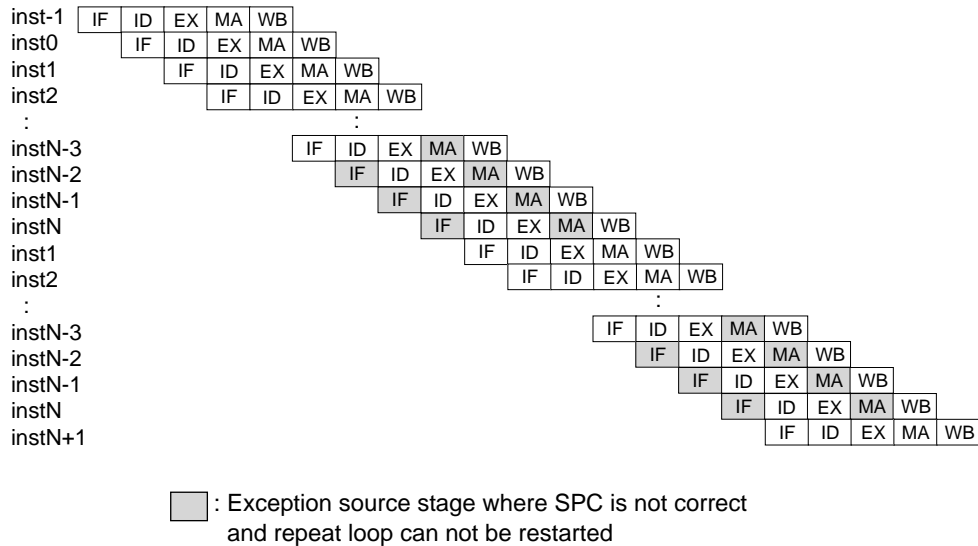 inst-1 IF ID EX MA WB
inst0 IF ID EX MA WB
inst1 IF ID EX MA WB
inst2 IF ID EX MA WB
: :
instN-3 IF ID EX MA WB
instN-2 IF ID EX MA WB
instN-1 IF ID EX MA WB
instN IF ID EX MA WB
inst1 IF ID EX MA WB
inst2 IF ID EX MA WB
: :
instN-3 IF ID EX MA WB
instN-2 IF ID EX MA WB
instN-1 IF ID EX MA WB
instN IF ID EX MA WB
instN+1 IF ID EX MA WB
: Exception source stage where SPC is not correct
and repeat loop can not be restarted